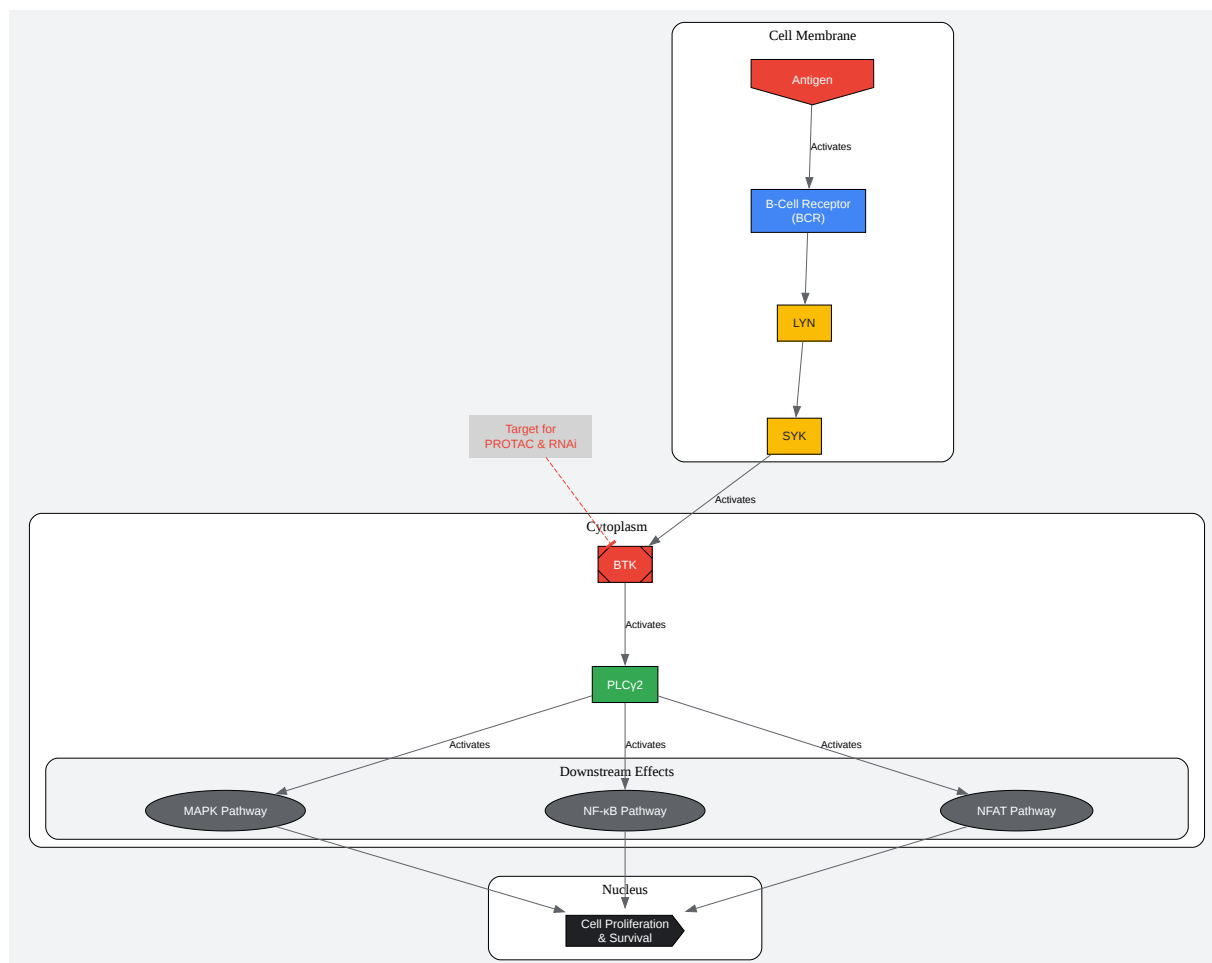 Cell Membrane
Antigen
Activates
B-Cell Receptor
(BCR)
LYN
Target for
PROTAC & RNAi
SYK
Activates
Cytoplasm
BTK
Activates
PLCγ2
Activates
Activates
Activates
Downstream Effects
MAPK Pathway
NF-κB Pathway
NFAT Pathway
Nucleus
Cell Proliferation
& Survival